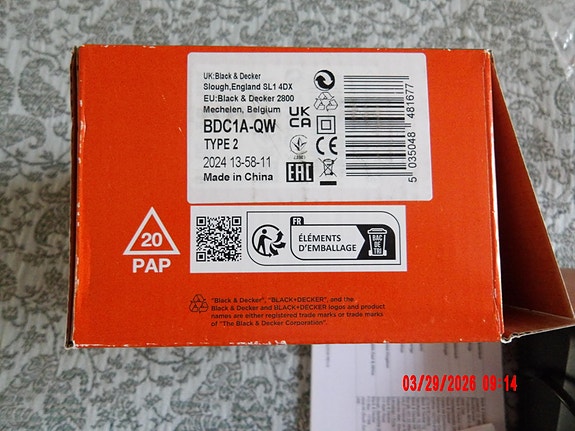 UK:Black & Decker
Slough,England SL1 4DX
EU:Black & Decker 2800
Mechelen, Belgium
BDC1A-QW
TYPE 2
2024 13-58-11
Made in China
UK
CA
CE
EAC
5 035048 481677
20
PAP
FR
ÉLÉMENTS
D'EMBALLAGE
BAC
DE
TRI
"Black & Decker", "BLACK+DECKER", and the
Black & Decker and BLACK+DECKER logos and product
names are either registered trade marks or trade marks
of "The Black & Decker Corporation".
03/29/2026 09:14